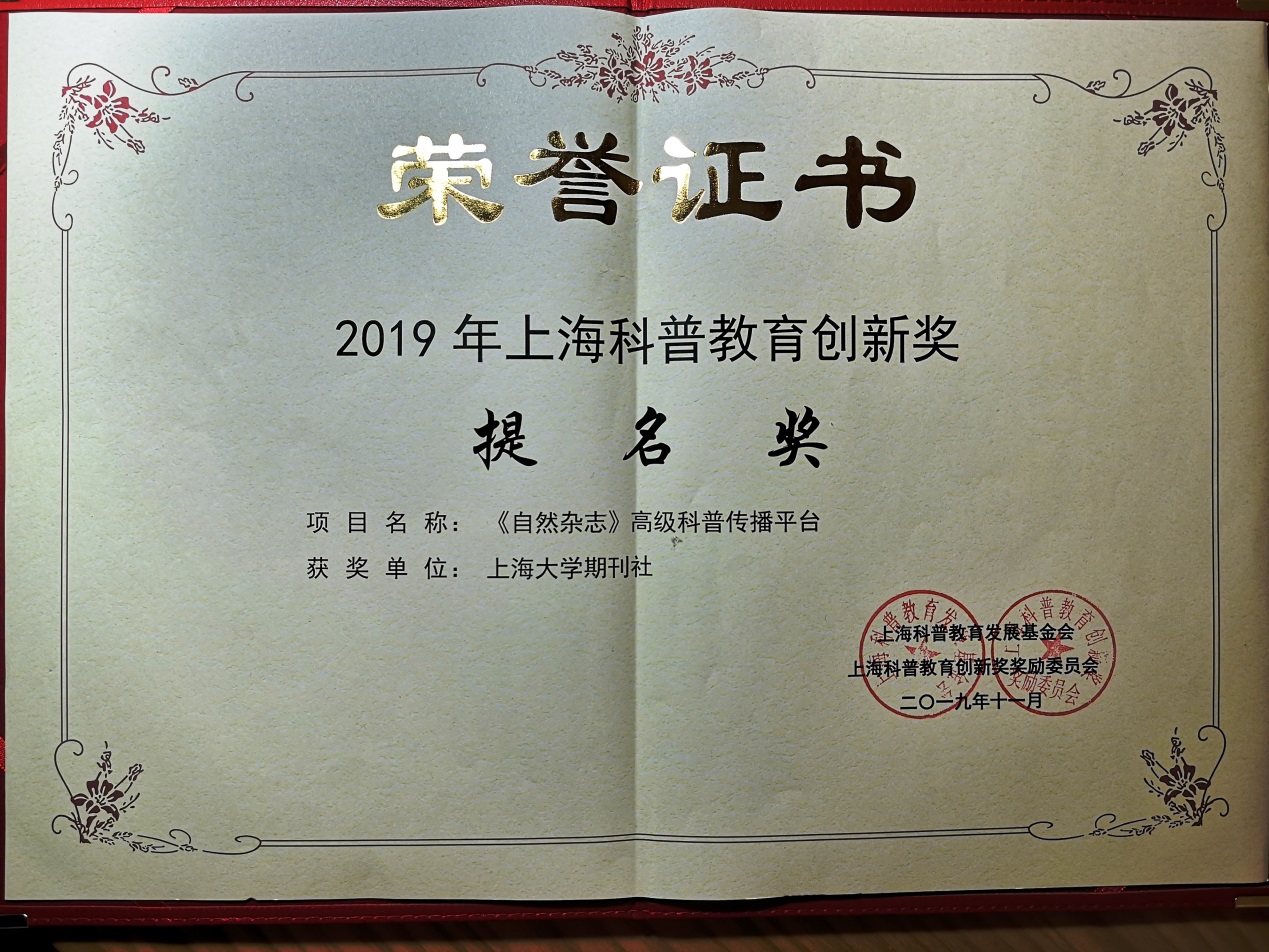 荣誉证书
2019年上海科普教育创新奖
提名奖
项目名称：《自然杂志》高级科普传播平台
获奖单位：上海大学期刊社
上海科普教育发展基金会
上海科普教育创新奖奖励委员会
二〇一九年十一月